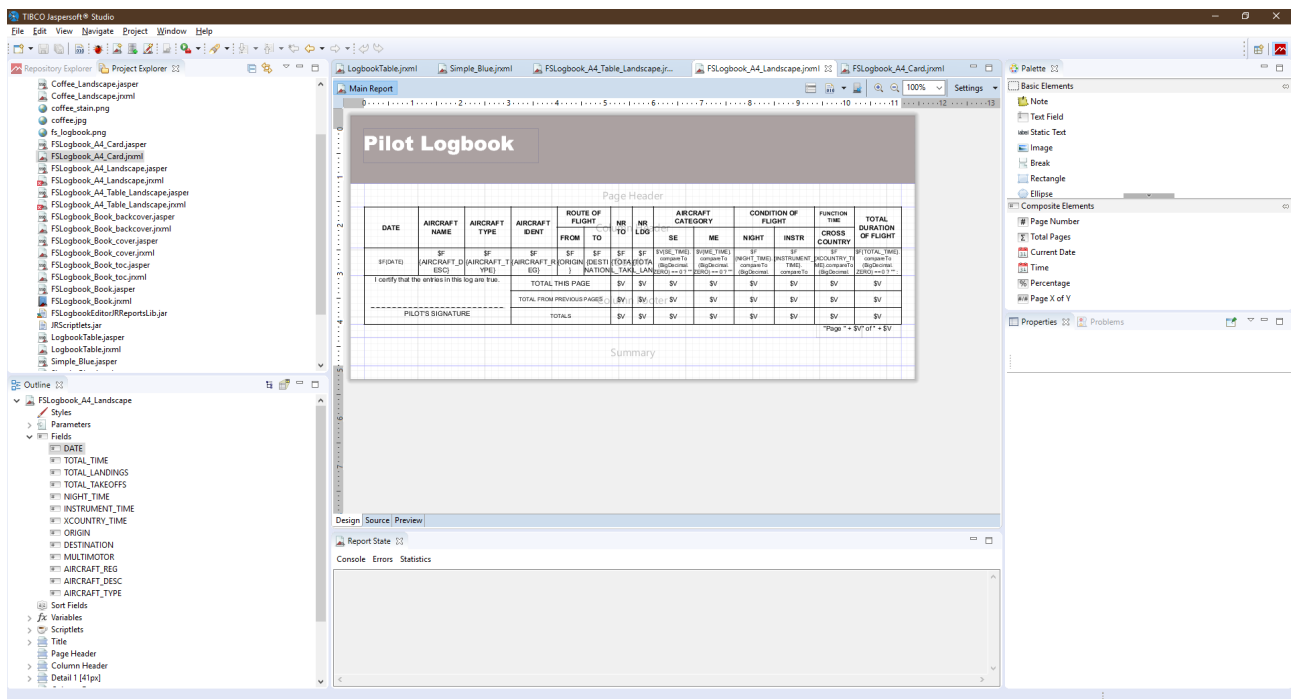 TIBCO Jaspersoft® Studio
File Edit View Navigate Project Window Help
Repository Explorer Project Explorer
Coffee_Landscape.jasper
Coffee_Landscape.jrxml
coffee_stain.png
coffee.jpg
fs_logbook.png
FSLogbook_A4_Card.jasper
FSLogbook_A4_Card.jrxml
FSLogbook_A4_Landscape.jasper
FSLogbook_A4_Landscape.jrxml
FSLogbook_A4_Table_Landscape.jasper
FSLogbook_A4_Table_Landscape.jrxml
FSLogbook_Book_backcover.jasper
FSLogbook_Book_backcover.jrxml
FSLogbook_Book_cover.jasper
FSLogbook_Book_cover.jrxml
FSLogbook_Book_toc.jasper
FSLogbook_Book_toc.jrxml
FSLogbook_Book.jasper
FSLogbook_Book.jrxml
FSLogbookEditorJRReportsLib.jar
JRScriptlets.jar
LogbookTable.jasper
LogbookTable.jrxml
Simple_Blue.jasper
Outline
FSLogbook_A4_Landscape
Styles
Parameters
Fields
DATE
TOTAL_TIME
TOTAL_LANDINGS
TOTAL_TAKEOFFS
NIGHT_TIME
INSTRUMENT_TIME
XCOUNTRY_TIME
ORIGIN
DESTINATION
MULTIMOTOR
AIRCRAFT_REG
AIRCRAFT_DESC
AIRCRAFT_TYPE
Sort Fields
fx Variables
Scriptlets
Title
Page Header
Column Header
Detail 1 [41px]
LogbookTable.jrxml Simple_Blue.jrxml FSLogbook_A4_Table_Landscape.jr... FSLogbook_A4_Landscape.jrxml FSLogbook_A4_Card.jrxml
Main Report 100% Settings
Pilot Logbook
Page Header
ROUTE OF FLIGHT AIRCRAFT CATEGORY CONDITION OF FLIGHT FUNCTION TIME
DATE AIRCRAFT NAME AIRCRAFT TYPE AIRCRAFT IDENT NR TO NR LDG TOTAL DURATION OF FLIGHT
FROM TO SE ME NIGHT INSTR CROSS COUNTRY
$F{DATE}
I certify that the entries in this log are true. TOTAL THIS PAGE $V $V $V $V $V $V $V $V
TOTAL FROM PREVIOUS PAGES $V $V $V $V $V $V $V $V
PILOT'S SIGNATURE TOTALS $V $V $V $V $V $V $V $V
"Page " + $V" of " + $V
Summary
Design Source Preview
Report State
Console Errors Statistics
Palette
Basic Elements
Note
Text Field
label Static Text
Image
Break
Rectangle
Ellipse
Composite Elements
# Page Number
Total Pages
Current Date
Time
% Percentage
#/# Page X of Y
Properties Problems